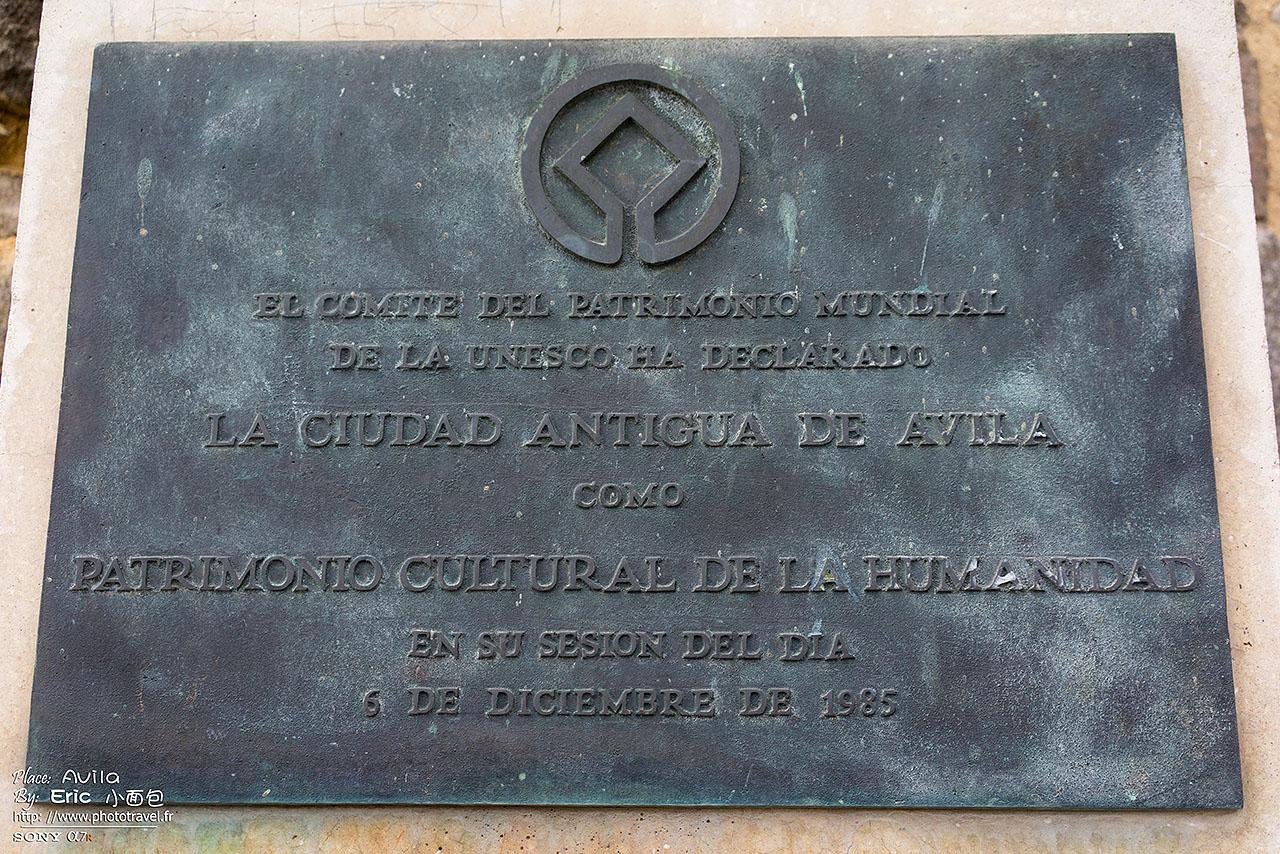 EL COMITE DEL PATRIMONIO MUNDIAL
DE LA UNESCO HA DECLARADO
LA CIUDAD ANTIGUA DE AVILA
COMO
PATRIMONIO CULTURAL DE LA HUMANIDAD
EN SU SESION DEL DIA
6 DE DICIEMBRE DE 1985
Place: Avila
By: Eric 小面包
http://www.phototravel.fr
SONY α7R